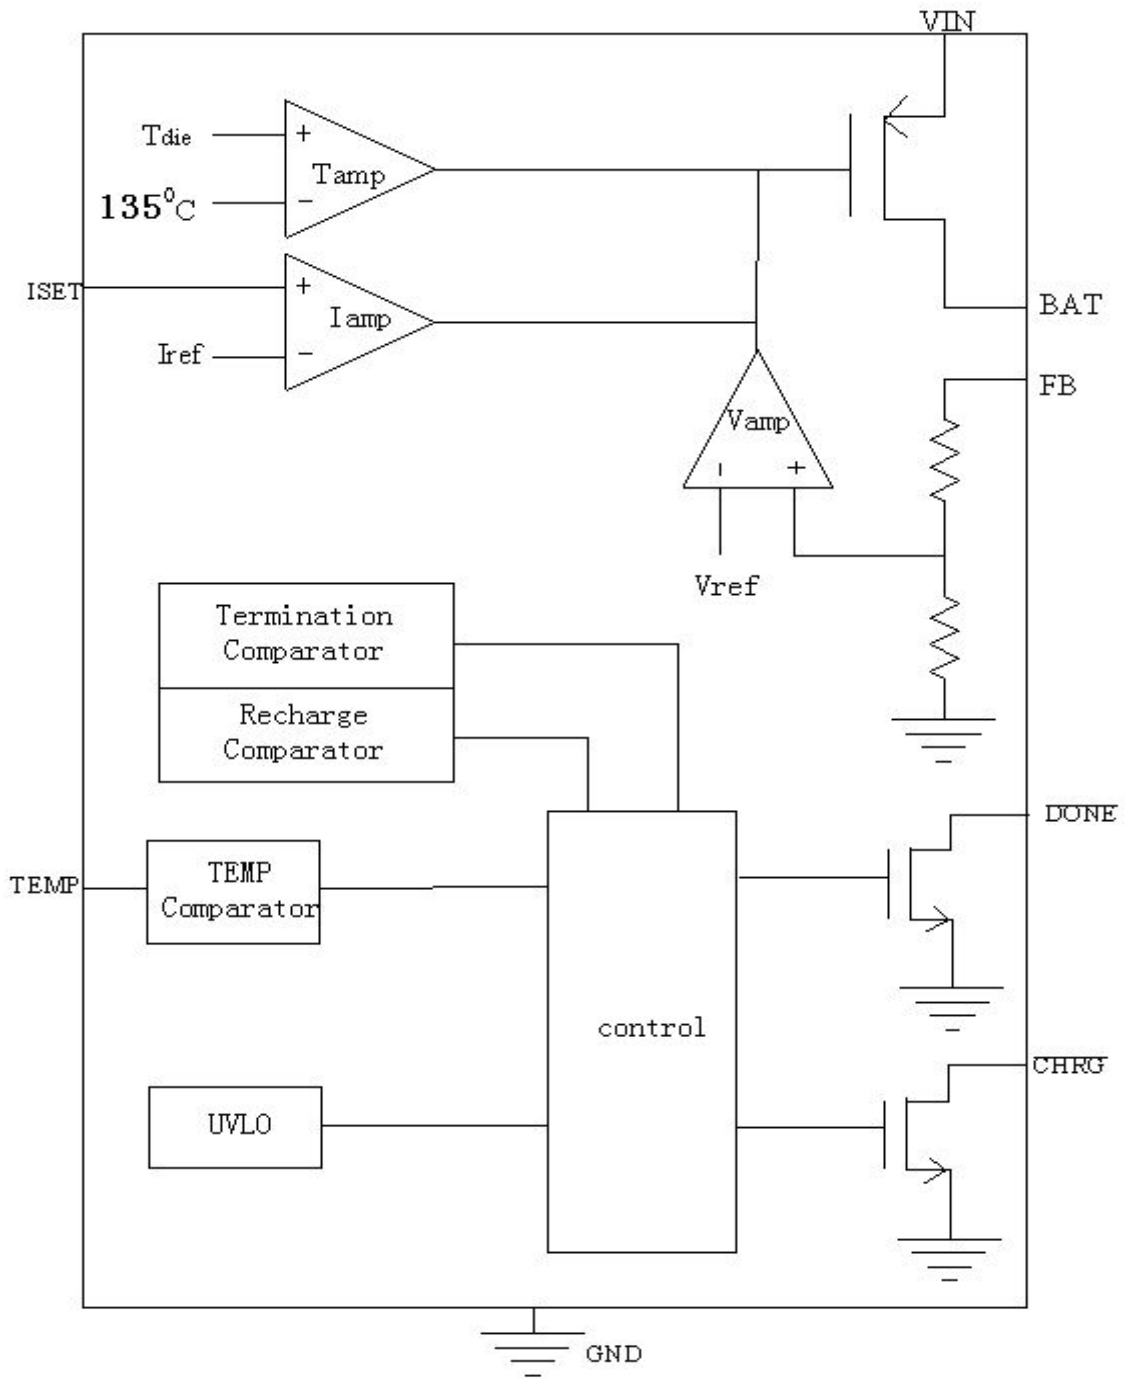 VIN
Tdie
+
Tamp
135⁰C
−
ISET
+
Iamp
BAT
Iref
−
FB
Vamp
− +
Vref
Termination
Comparator
Recharge
Comparator
DONE
TEMP
TEMP
Comparator
control
CHRG
UVLO
GND